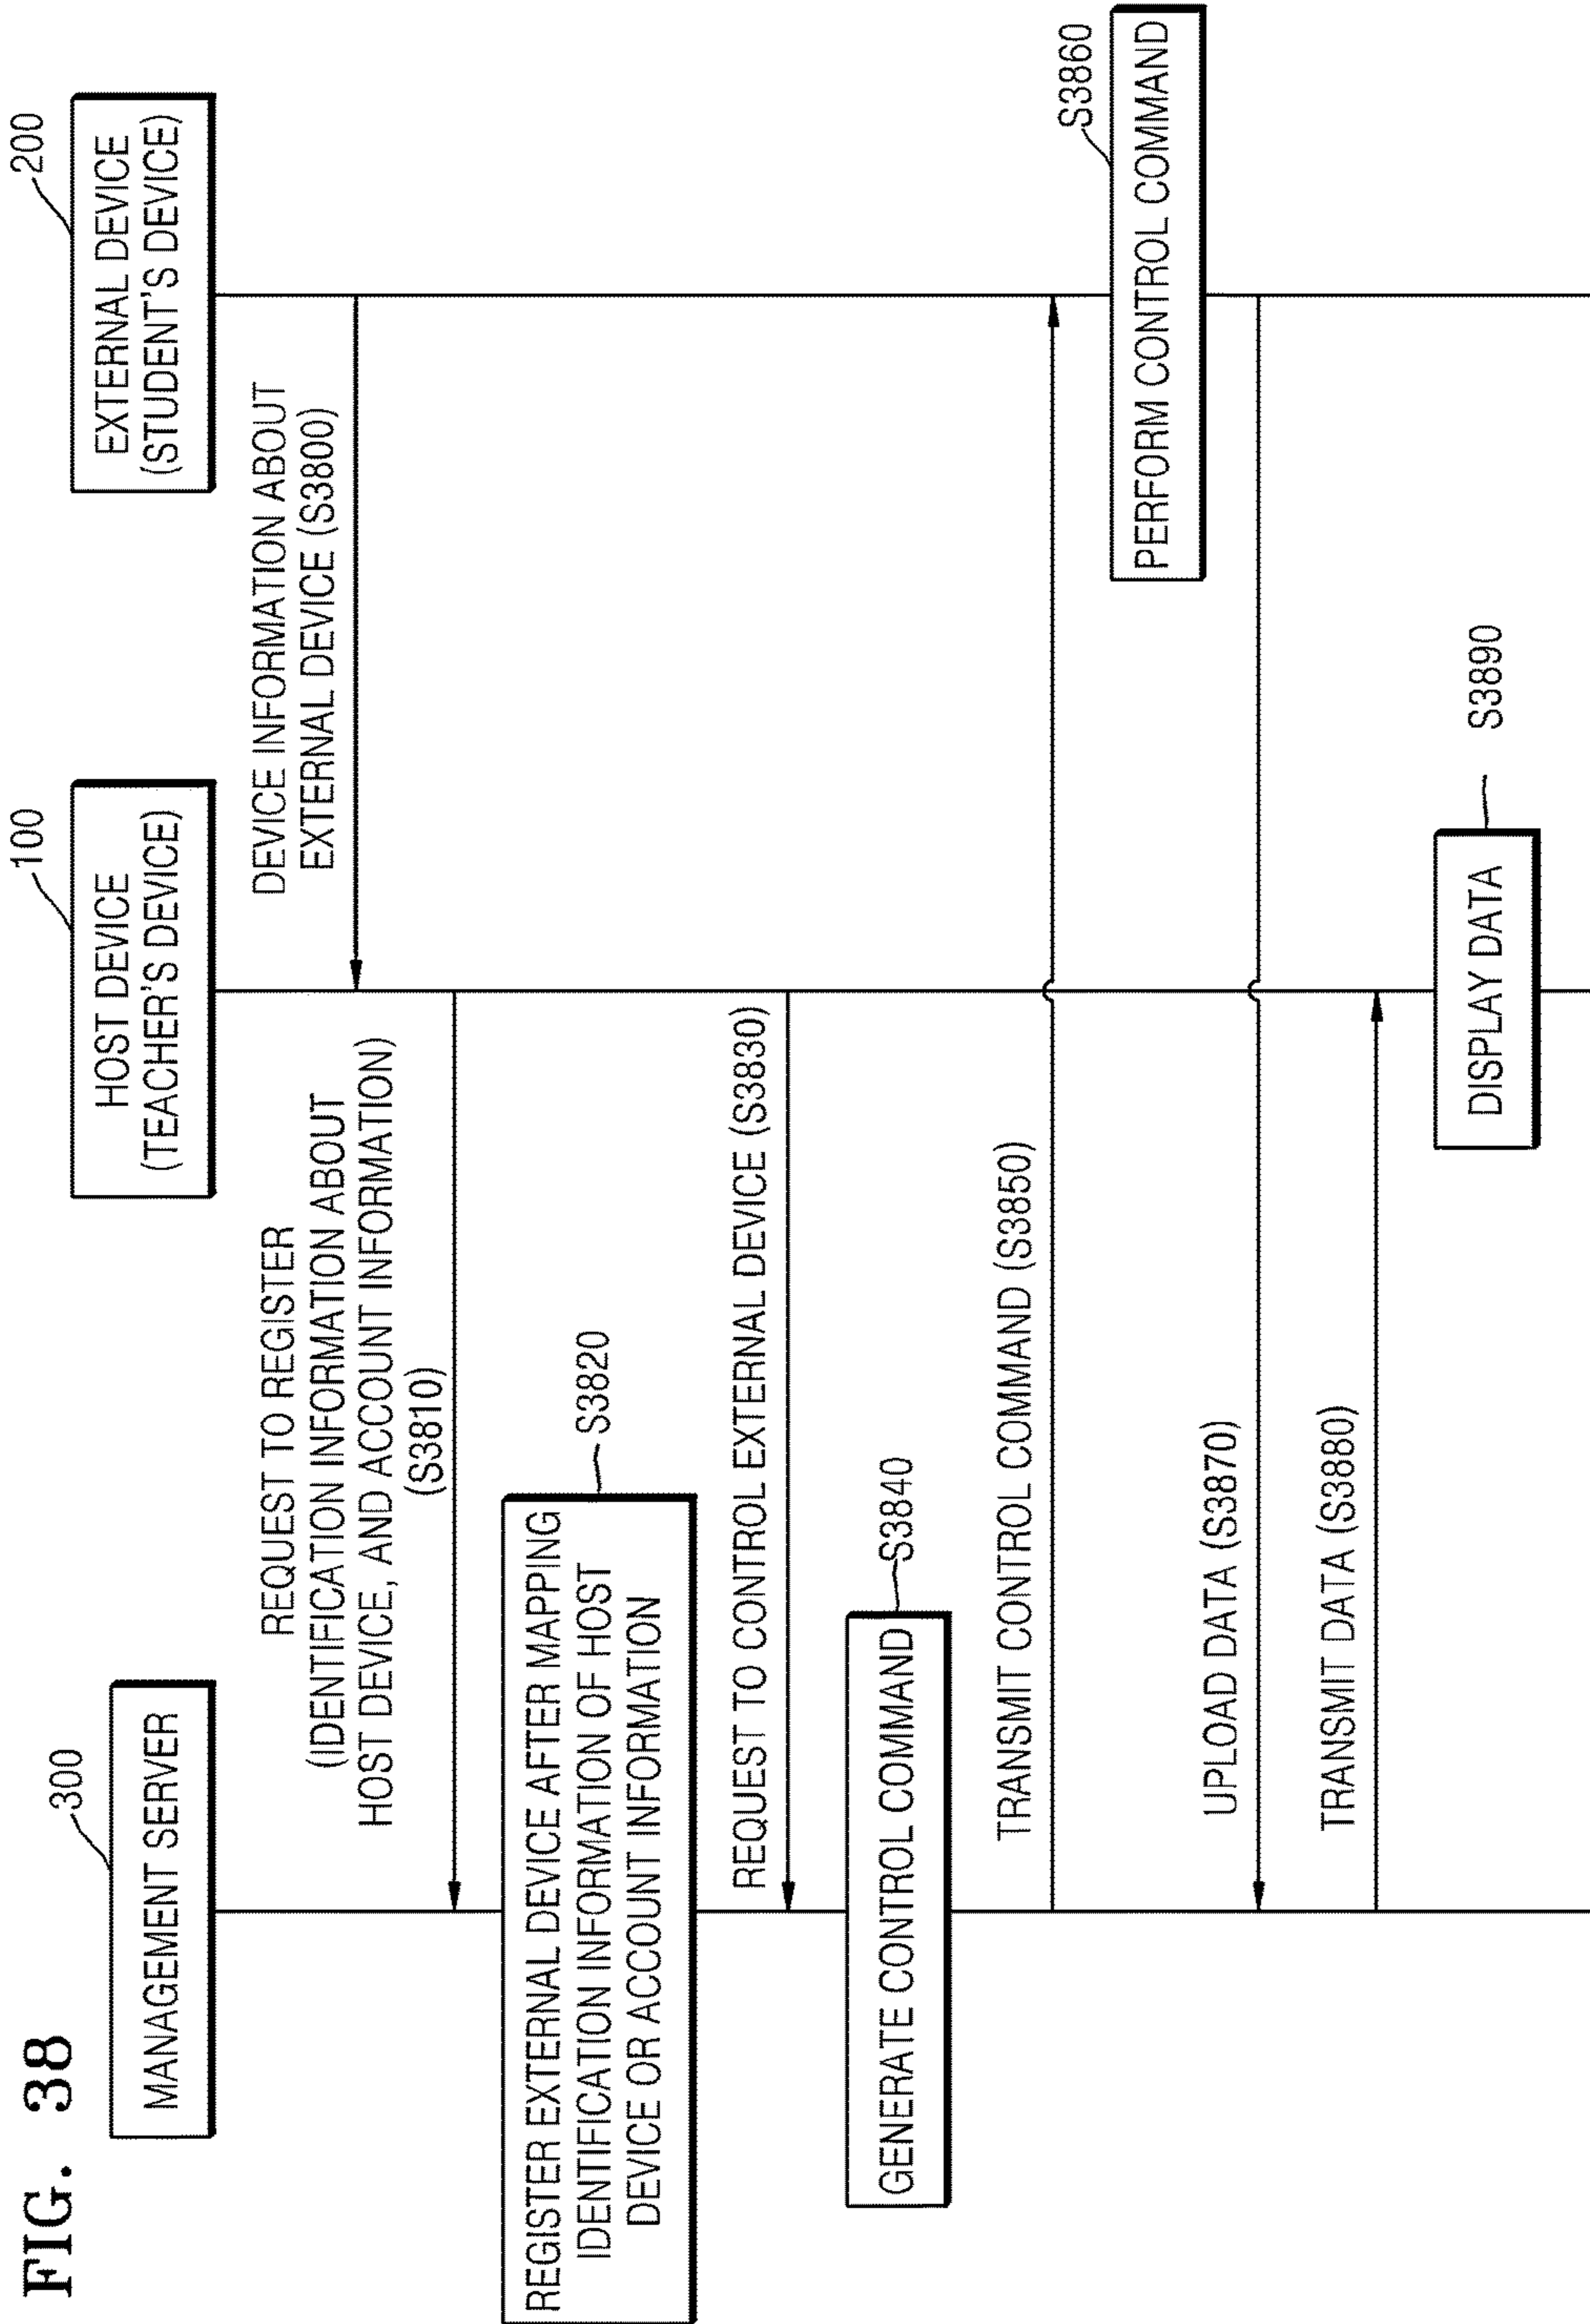 FIG. 38
300
MANAGEMENT SERVER
100
HOST DEVICE
(TEACHER'S DEVICE)
200
EXTERNAL DEVICE
(STUDENT'S DEVICE)
DEVICE INFORMATION ABOUT
EXTERNAL DEVICE (S3800)
REQUEST TO REGISTER
(IDENTIFICATION INFORMATION ABOUT
HOST DEVICE, AND ACCOUNT INFORMATION)
(S3810)
REGISTER EXTERNAL DEVICE AFTER MAPPING
IDENTIFICATION INFORMATION OF HOST
DEVICE OR ACCOUNT INFORMATION
S3820
REQUEST TO CONTROL EXTERNAL DEVICE (S3830)
GENERATE CONTROL COMMAND
S3840
TRANSMIT CONTROL COMMAND (S3850)
S3860
PERFORM CONTROL COMMAND
UPLOAD DATA (S3870)
TRANSMIT DATA (S3880)
DISPLAY DATA
S3890